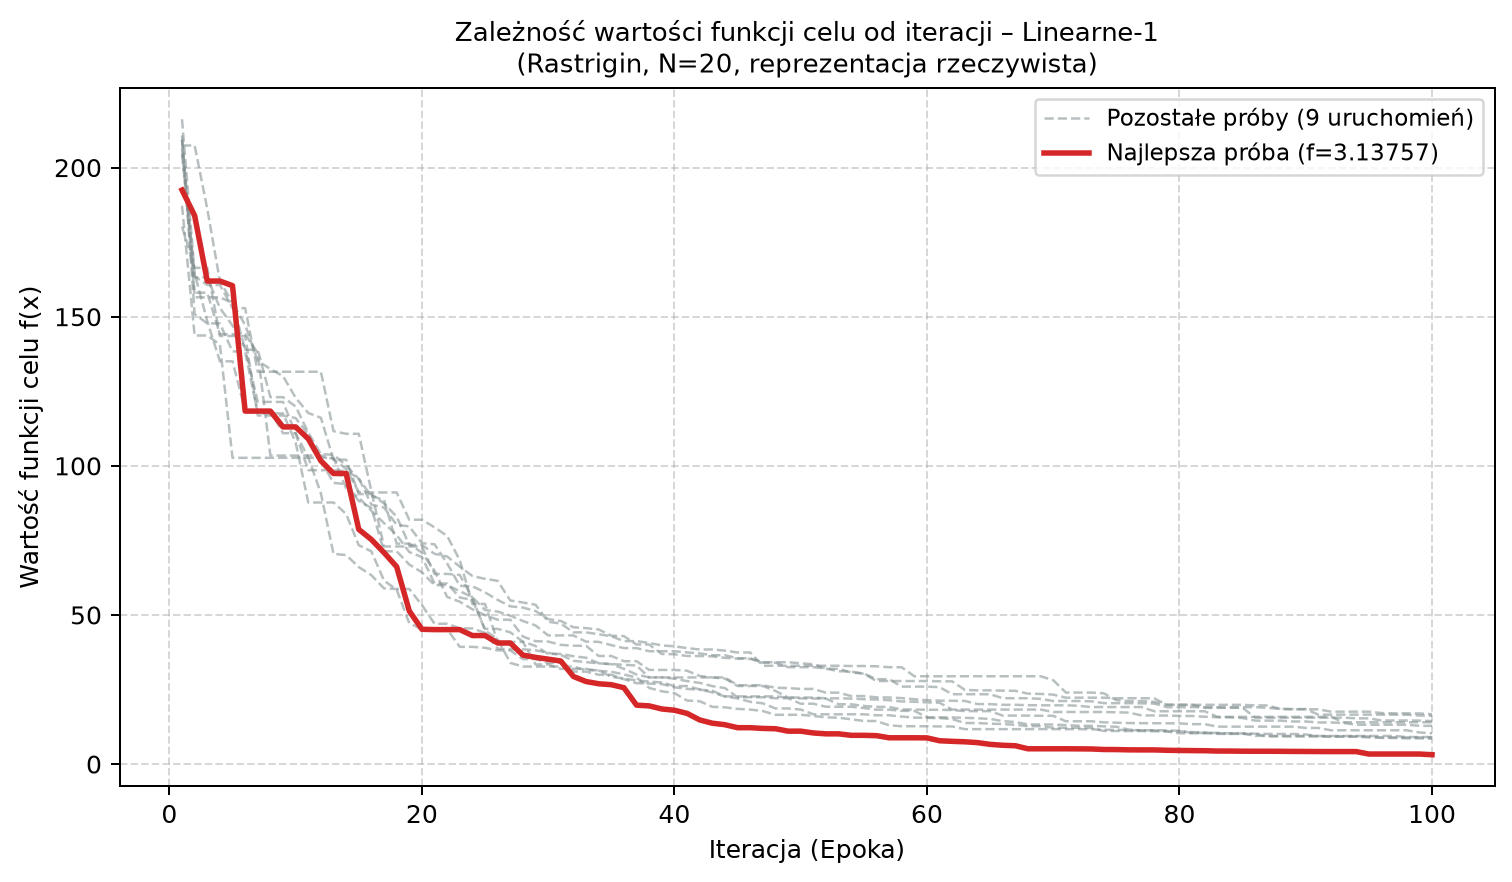 Zależność wartości funkcji celu od iteracji – Linearne-1
(Rastrigin, N=20, reprezentacja rzeczywista)
Pozostałe próby (9 uruchomień)
Najlepsza próba (f=3.13757)
Wartość funkcji celu f(x)
200
150
100
50
0
0
20
40
60
80
100
Iteracja (Epoka)